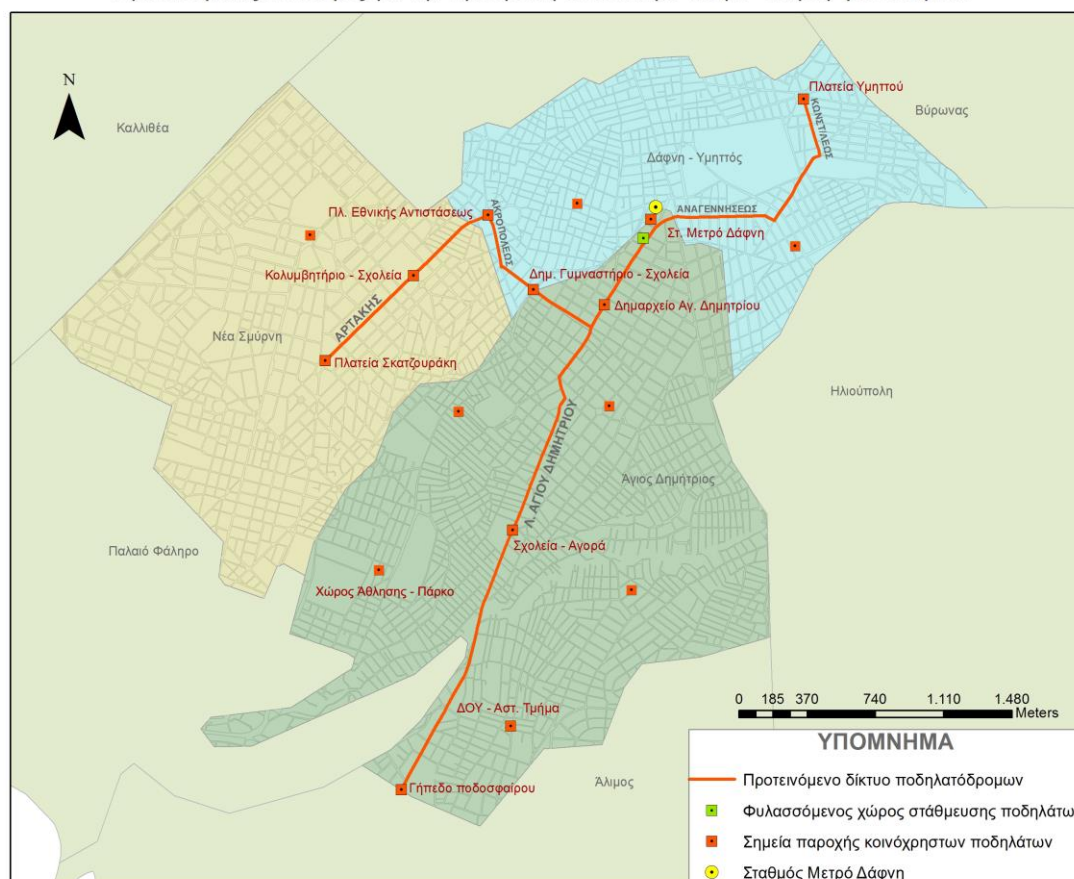 N
Καλλιθέα
Βύρωνας
Πλατεία Υμηττού
ΚΩΝΣΤ/ΛΕΩΣ
Δάφνη - Υμηττός
Πλ. Εθνικής Αντιστάσεως
ΑΚΡΟΠΟΛΕΩΣ
ΑΝΑΓΕΝΝΗΣΕΩΣ
Στ. Μετρό Δάφνη
Κολυμβητήριο - Σχολεία
Δημ. Γυμναστήριο - Σχολεία
Δημαρχείο Αγ. Δημητρίου
ΑΡΤΑΚΗΣ
Νέα Σμύρνη
Πλατεία Σκατζουράκη
Ηλιούπολη
Λ. ΑΓΙΟΥ ΔΗΜΗΤΡΙΟΥ
Άγιος Δημήτριος
Παλαιό Φάληρο
Σχολεία - Αγορά
Χώρος Άθλησης - Πάρκο
ΔΟΥ - Αστ. Τμήμα
Γήπεδο ποδοσφαίρου
Άλιμος
0 185 370 740 1.110 1.480
Meters
ΥΠΟΜΝΗΜΑ
Προτεινόμενο δίκτυο ποδηλατόδρομων
Φυλασσόμενος χώρος στάθμευσης ποδηλάτω
Σημεία παροχής κοινόχρηστων ποδηλάτων
Σταθμός Μετρό Δάφνη